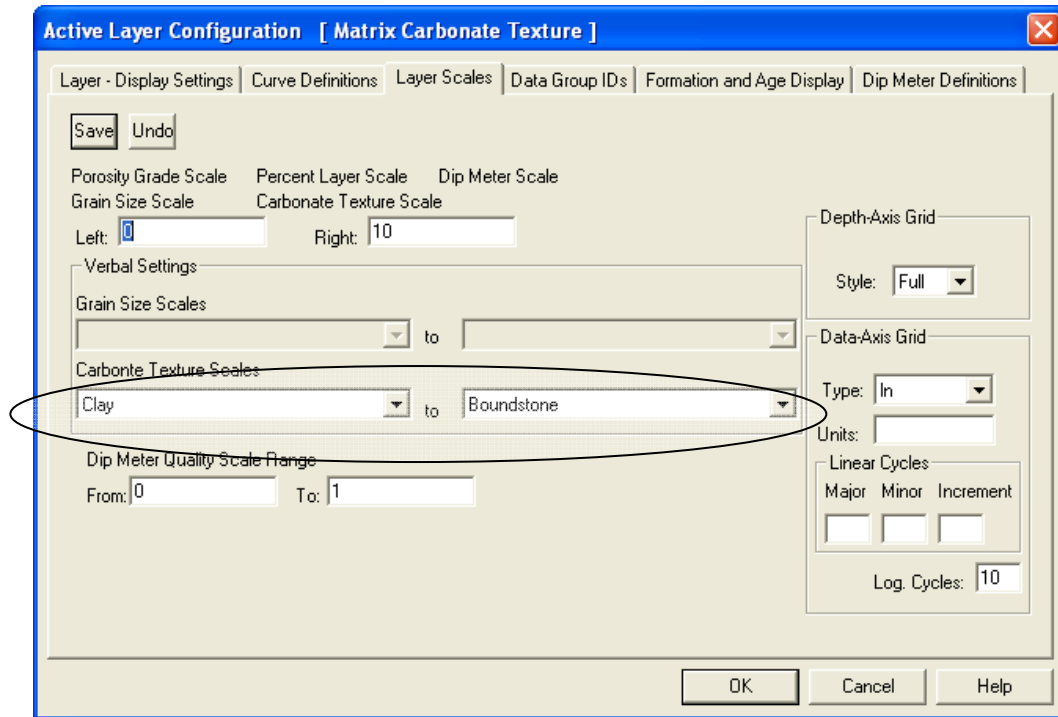 Active Layer Configuration [ Matrix Carbonate Texture ]
Layer - Display Settings Curve Definitions Layer Scales Data Group IDs Formation and Age Display Dip Meter Definitions
Save Undo
Porosity Grade Scale Percent Layer Scale Dip Meter Scale
Grain Size Scale Carbonate Texture Scale
Left: 0 Right: 10
Verbal Settings
Grain Size Scales
to
Carbonte Texture Scales
Clay to Boundstone
Dip Meter Quality Scale Range
From: 0 To: 1
Depth-Axis Grid
Style: Full
Data-Axis Grid
Type: In
Units:
Linear Cycles
Major Minor Increment
Log. Cycles: 10
OK Cancel Help